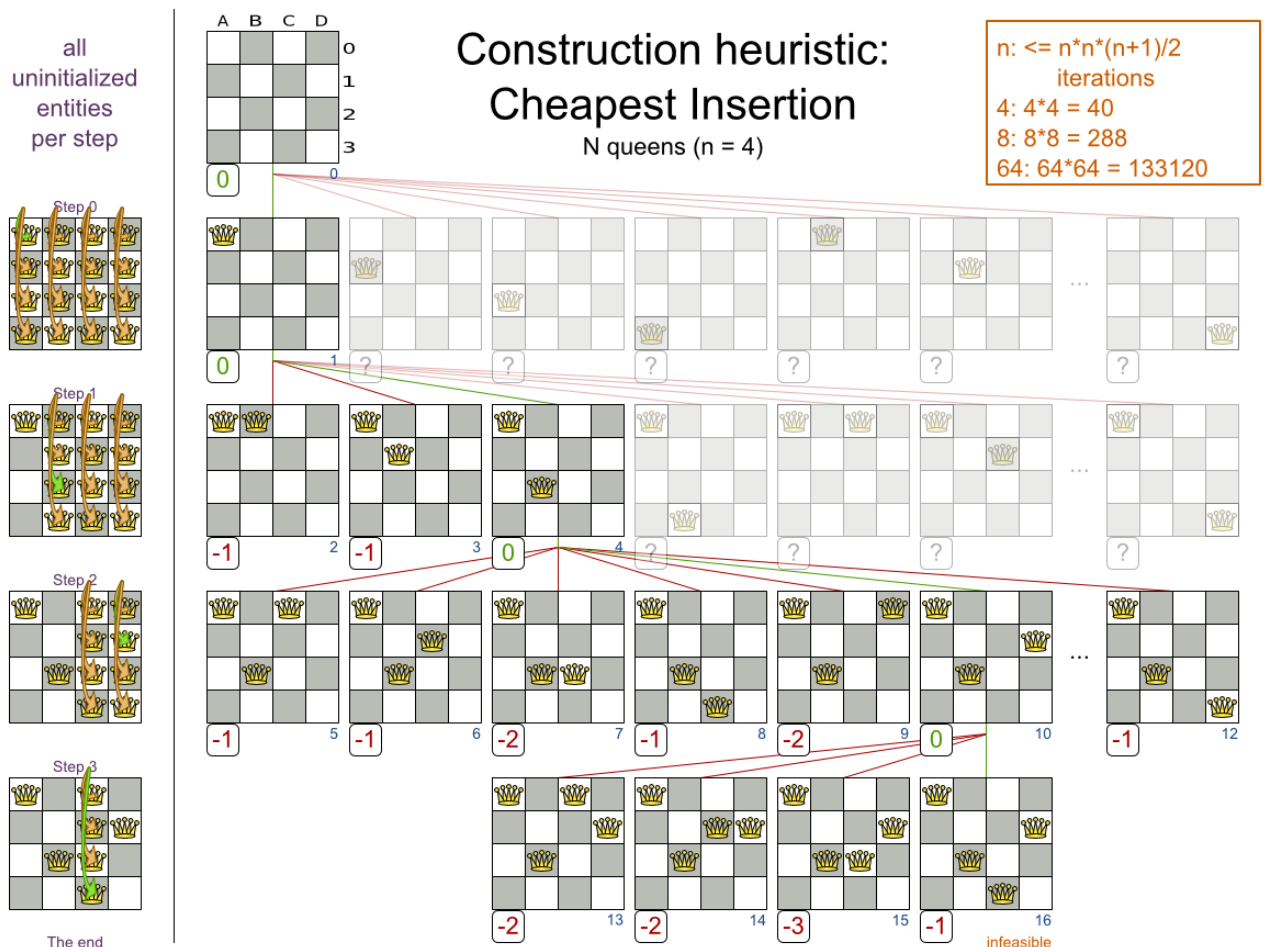 all
uninitialized
entities
per step
A B C D
0
1
2
3
Construction heuristic:
Cheapest Insertion
N queens (n = 4)
n: <= n*n*(n+1)/2
iterations
4: 4*4 = 40
8: 8*8 = 288
64: 64*64 = 133120
0 0
Step 0
0 1 ? ? ? ? ? ... ?
Step 1
-1 2 -1 3 0 4 ? ? ? ... ?
Step 2
-1 5 -1 6 -2 7 -1 8 -2 9 0 10 ... -1 12
Step 3
-2 13 -2 14 -3 15 -1 16
The end
infeasible